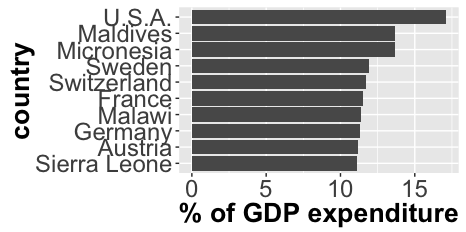 country
U.S.A.
Maldives
Micronesia
Sweden
Switzerland
France
Malawi
Germany
Austria
Sierra Leone
0 5 10 15
% of GDP expenditure